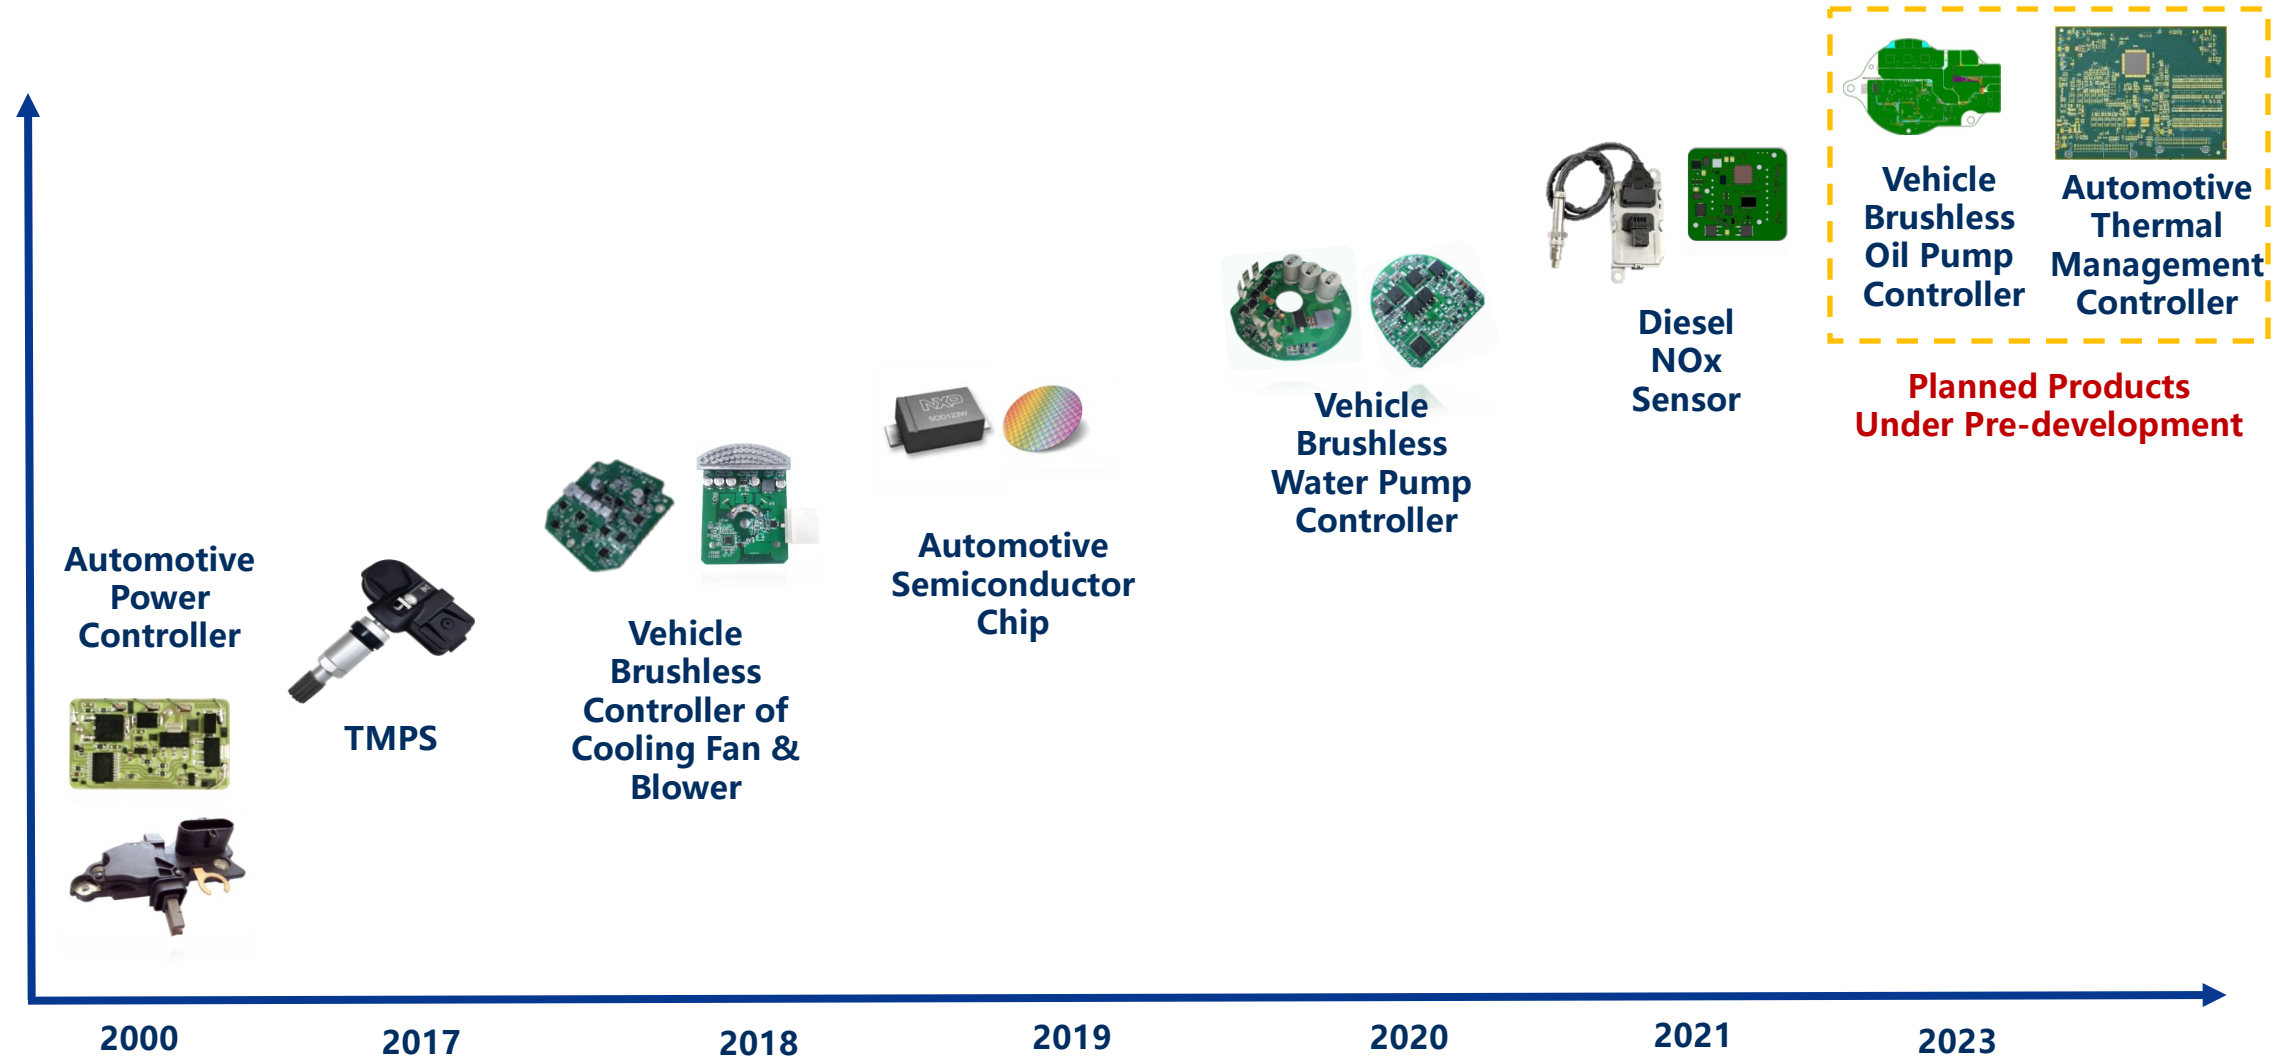 Automotive
Power
Controller
TMPS
Vehicle
Brushless
Controller of
Cooling Fan &
Blower
NXP
SOD123W
Automotive
Semiconductor
Chip
Vehicle
Brushless
Water Pump
Controller
Diesel
NOx
Sensor
Vehicle
Brushless
Oil Pump
Controller
Automotive
Thermal
Management
Controller
Planned Products
Under Pre-development
2000
2017
2018
2019
2020
2021
2023